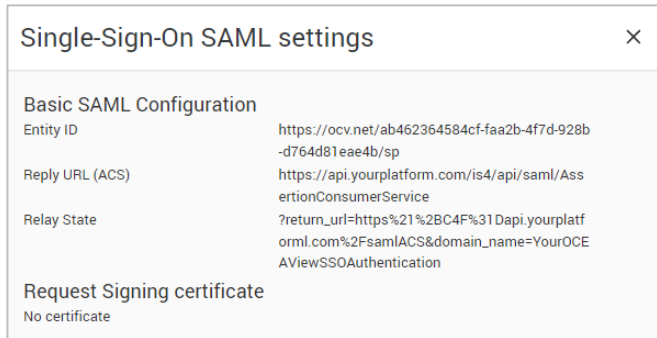 Single-Sign-On SAML settings
Basic SAML Configuration
Entity ID https://ocv.net/ab462364584cf-faa2b-4f7d-928b
-d764d81eae4b/sp
Reply URL (ACS) https://api.yourplatform.com/is4/api/saml/Ass
ertionConsumerService
Relay State ?return_url=https%21%2BC4F%31Dapi.yourplatf
orml.com%2FsamlACS&domain_name=YourOCE
AViewSSOAuthentication
Request Signing certificate
No certificate